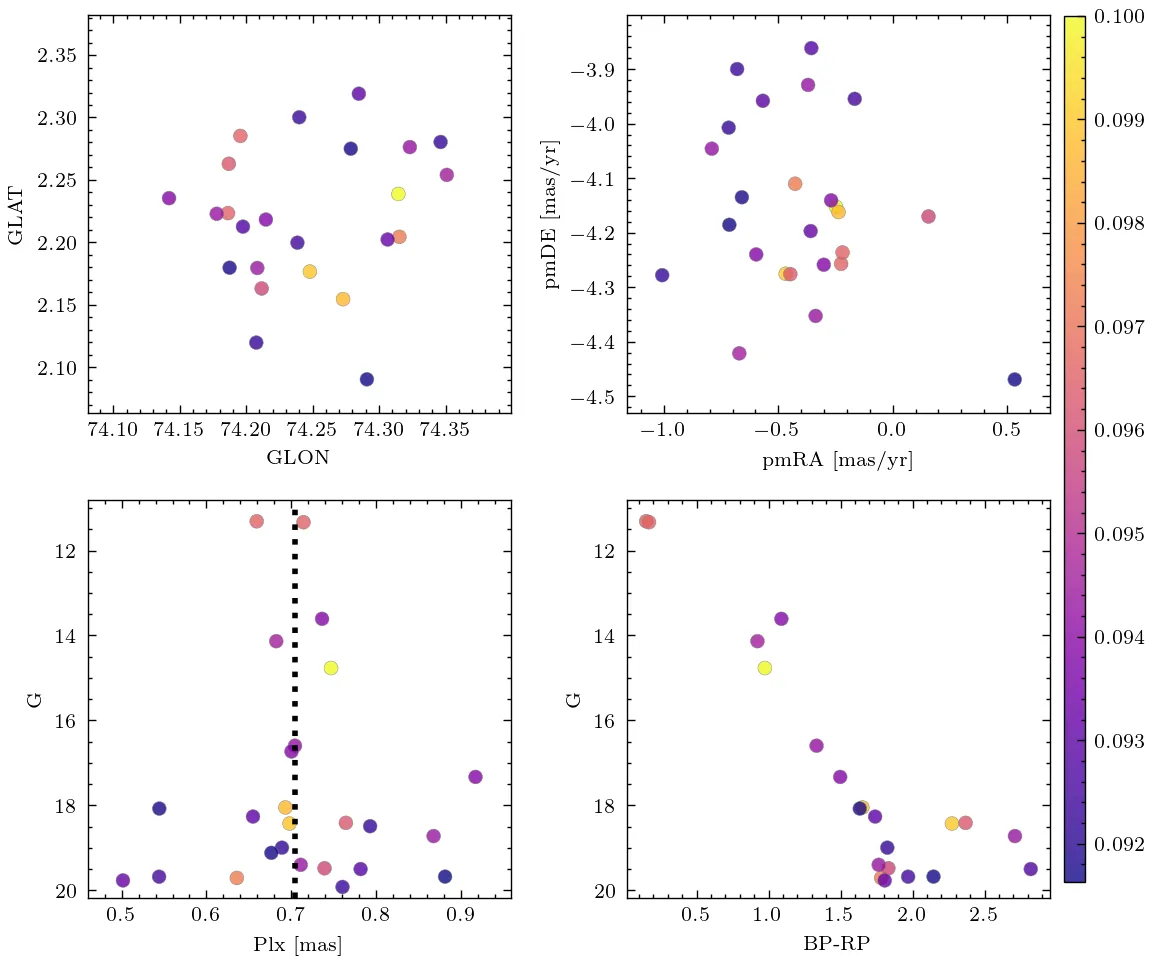 2.35
2.30
2.25
2.20
2.15
2.10
GLAT
74.10 74.15 74.20 74.25 74.30 74.35
GLON
−3.9
−4.0
−4.1
−4.2
−4.3
−4.4
−4.5
pmDE [mas/yr]
−1.0 −0.5 0.0 0.5
pmRA [mas/yr]
12
14
16
18
20
G
0.5 0.6 0.7 0.8 0.9
Plx [mas]
12
14
16
18
20
G
0.5 1.0 1.5 2.0 2.5
BP-RP
0.100
0.099
0.098
0.097
0.096
0.095
0.094
0.093
0.092